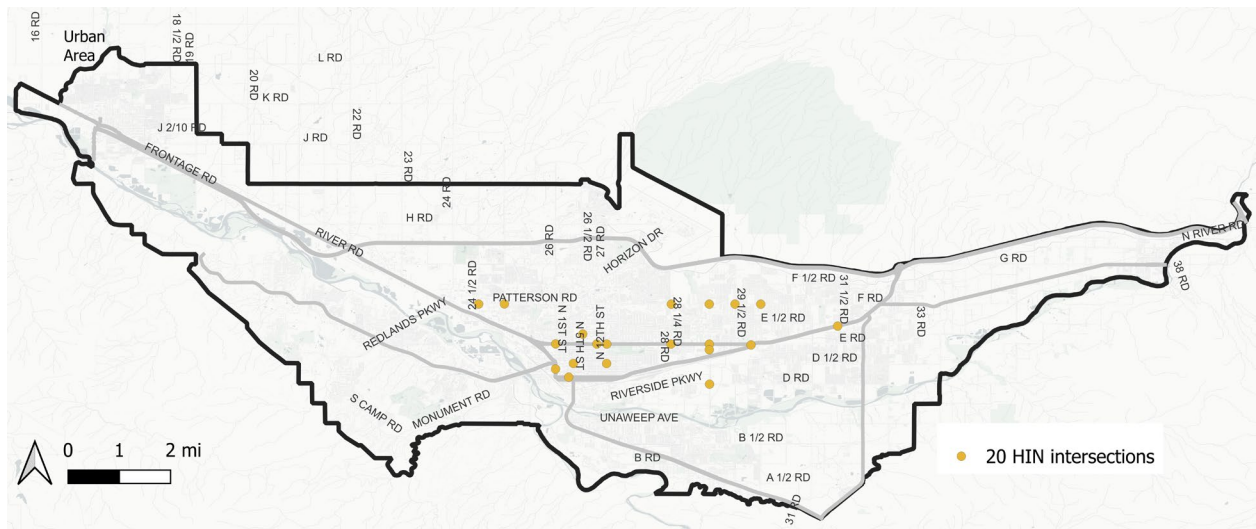 16 RD
Urban
Area
18 1/2 RD
19 RD
L RD
20 RD
K RD
22 RD
J 2/10 RD
J RD
FRONTAGE RD
23 RD
24 RD
H RD
RIVER RD
26 RD
26 1/2 RD
27 RD
HORIZON DR
N RIVER RD
G RD
38 RD
24 1/2 RD
PATTERSON RD
F 1/2 RD
31 1/2 RD
F RD
33 RD
REDLANDS PKWY
N 1ST ST
N 12TH ST
28 1/4 RD
28 RD
29 1/2 RD
E 1/2 RD
E RD
D 1/2 RD
D RD
RIVERSIDE PKWY
S CAMP RD
MONUMENT RD
UNAWEEP AVE
B 1/2 RD
B RD
A 1/2 RD
31 RD
0 1 2 mi
20 HIN intersections